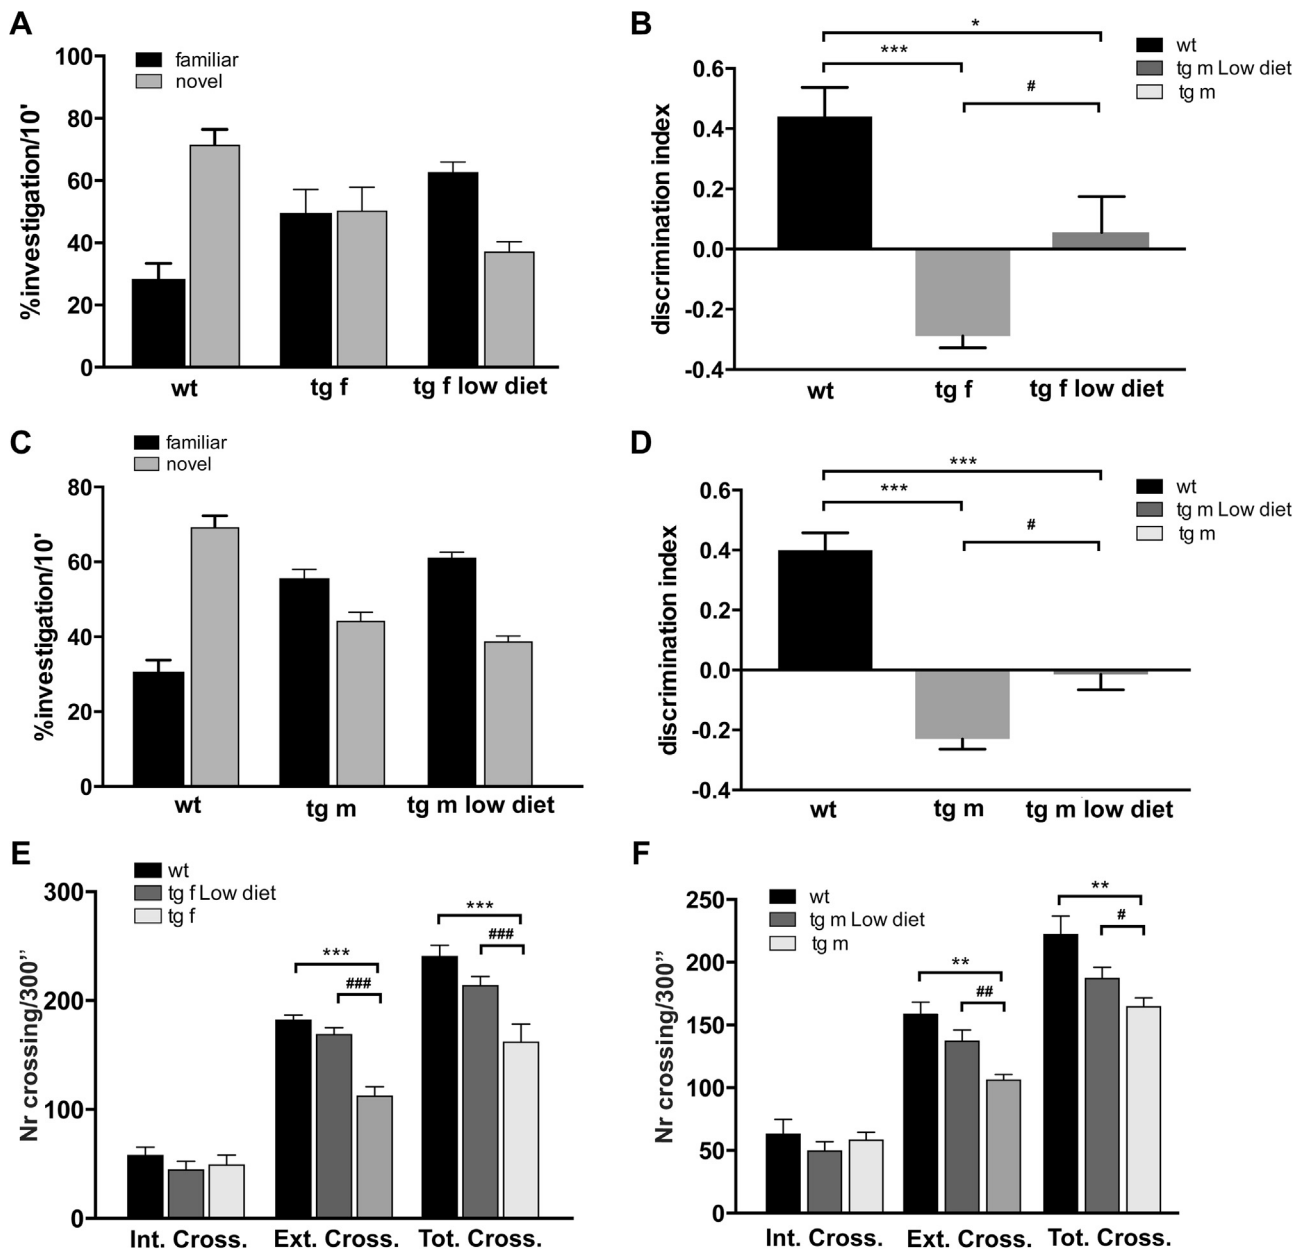 A
familiar
novel
%investigation/10'
100
80
60
40
20
0
wt
tg f
tg f low diet
B
*
***
#
wt
tg m Low diet
tg m
discrimination index
0.6
0.4
0.2
0.0
-0.2
-0.4
wt
tg f
tg f low diet
C
familiar
novel
%investigation/10'
80
60
40
20
0
wt
tg m
tg m low diet
D
***
***
#
wt
tg m Low diet
tg m
discrimination index
0.6
0.4
0.2
0.0
-0.2
-0.4
wt
tg m
tg m low diet
E
wt
tg f Low diet
tg f
Nr crossing/300”
300
200
100
0
***
###
***
###
Int. Cross.
Ext. Cross.
Tot. Cross.
F
wt
tg m Low diet
tg m
Nr crossing/300”
250
200
150
100
50
0
**
##
**
#
Int. Cross.
Ext. Cross.
Tot. Cross.